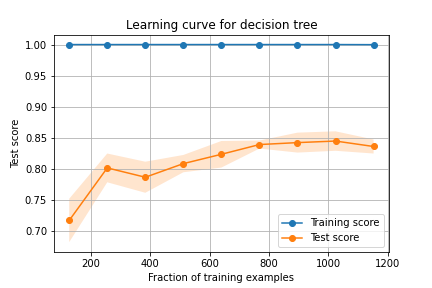 Learning curve for decision tree
Test score
1.00
0.95
0.90
0.85
0.80
0.75
0.70
Training score
Test score
200
400
600
800
1000
1200
Fraction of training examples